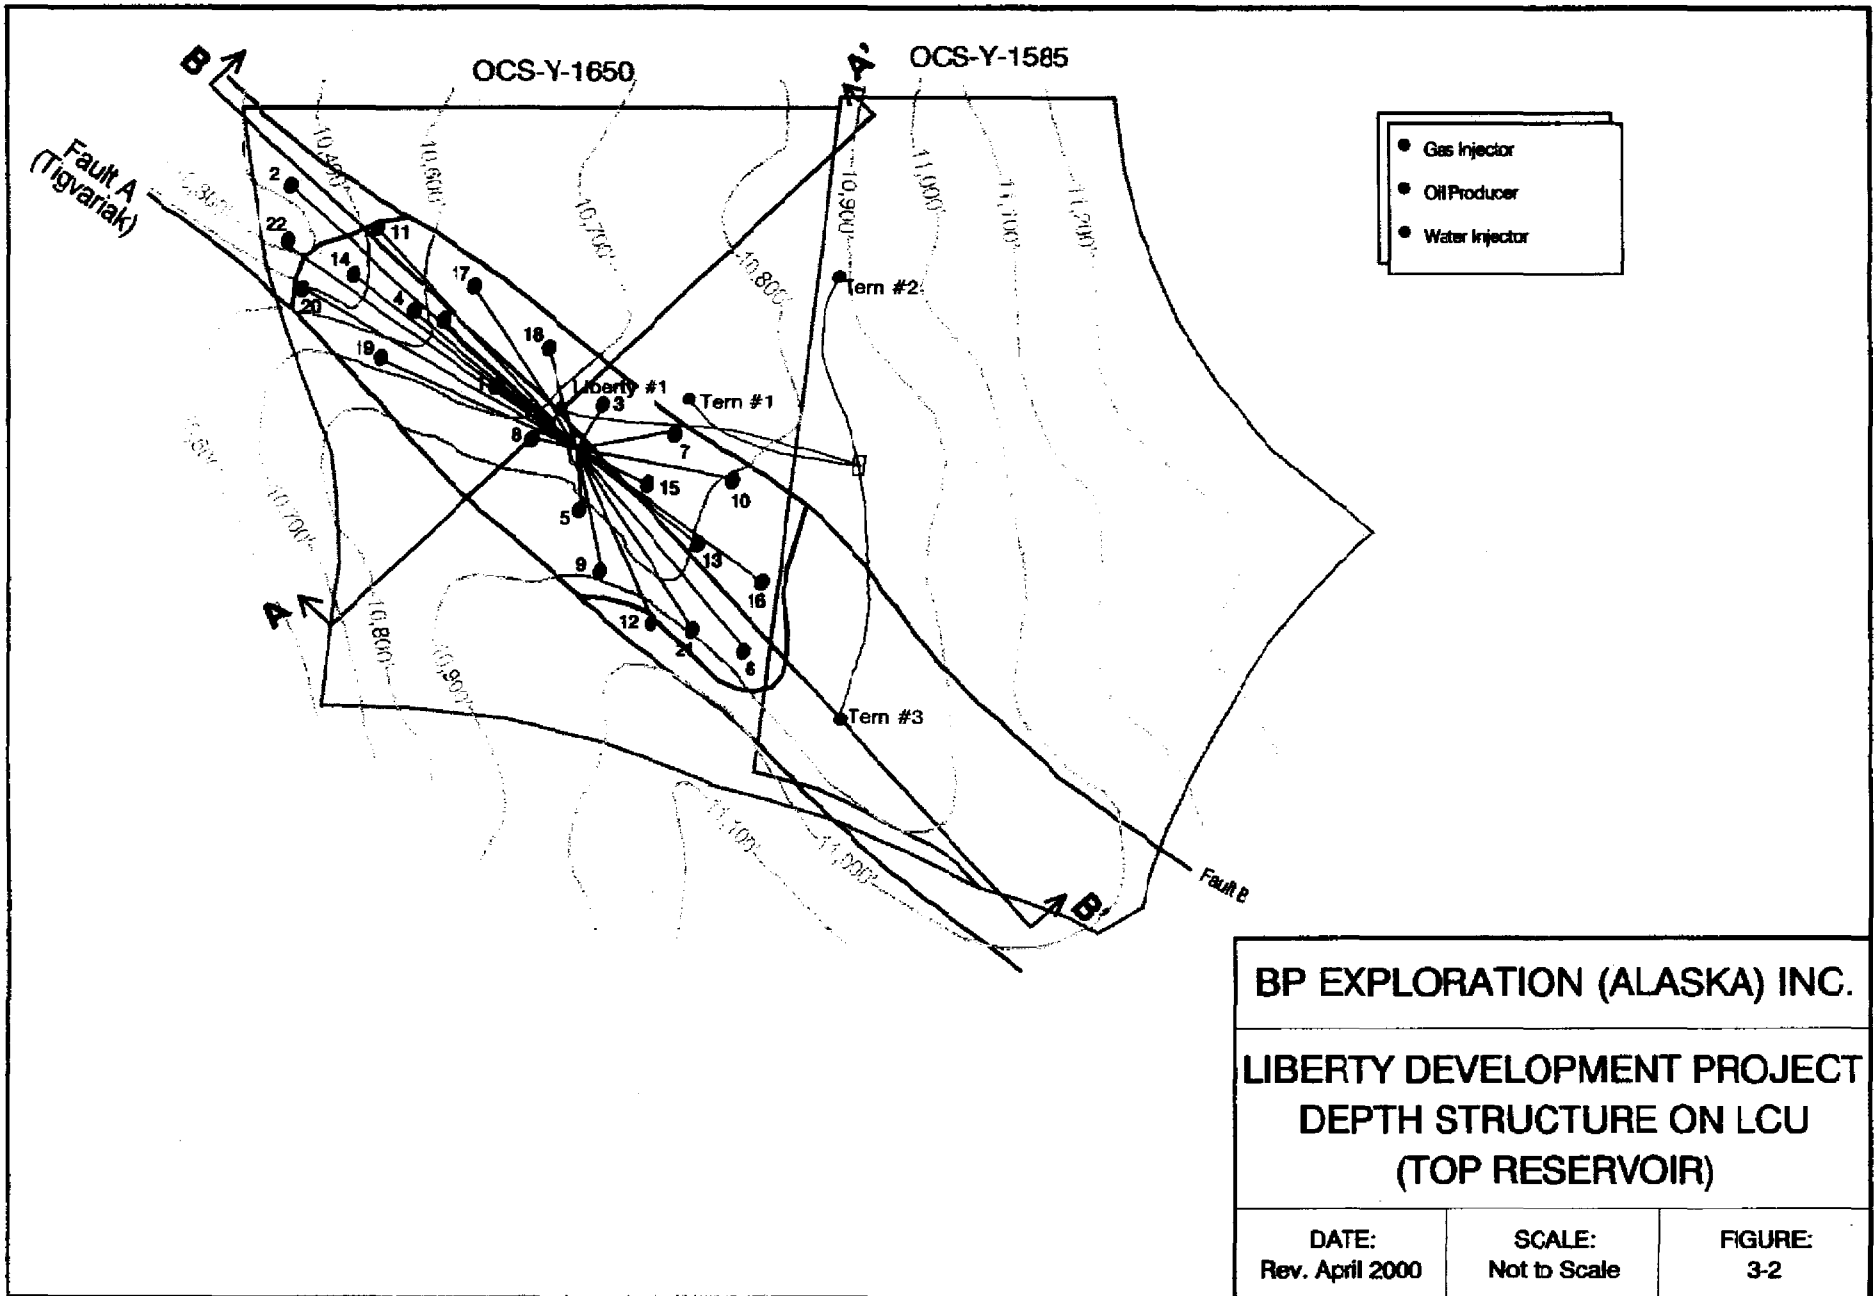 B
OCS-Y-1650
A'
OCS-Y-1585
Fault A
(Tigvariak)
Gas Injector
Oil Producer
Water Injector
10,600'
10,700'
10,800'
10,900'
11,000'
11,200'
2
22
11
14
17
20
4
18
19
Liberty #1
3
Tern #1
Tern #2
8
7
15
10
5
13
9
16
12
21
6
10,700'
10,800'
10,900'
Tern #3
A
11,100'
11,000'
Fault B
B'
BP EXPLORATION (ALASKA) INC.
LIBERTY DEVELOPMENT PROJECT
DEPTH STRUCTURE ON LCU
(TOP RESERVOIR)
DATE:
Rev. April 2000
SCALE:
Not to Scale
FIGURE:
3-2